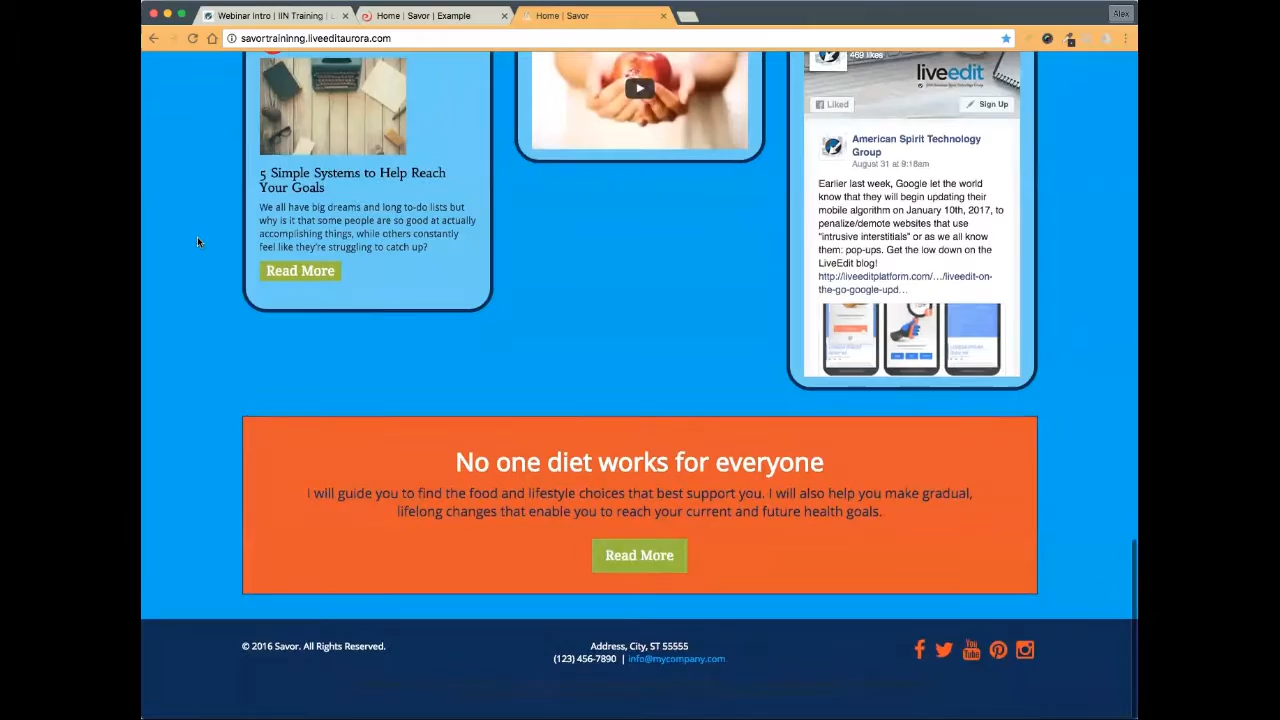 Webinar Intro | IIN Training | L
Home | Savor | Example
Home | Savor
Alex
savortraininng.liveeditaurora.com
5 Simple Systems to Help Reach
Your Goals
We all have big dreams and long to-do lists but
why is it that some people are so good at actually
accomplishing things, while others constantly
feel like they're struggling to catch up?
Read More
469 likes
liveedit
Liked
Sign Up
American Spirit Technology
Group
August 31 at 9:18am
Earlier last week, Google let the world
know that they will begin updating their
mobile algorithm on January 10th, 2017, to
penalize/demote websites that use
"intrusive interstitials" or as we all know
them: pop-ups. Get the low down on the
LiveEdit blog!
http://liveeditplatform.com/…/liveedit-on-
the-go-google-upd…
No one diet works for everyone
I will guide you to find the food and lifestyle choices that best support you. I will also help you make gradual,
lifelong changes that enable you to reach your current and future health goals.
Read More
© 2016 Savor. All Rights Reserved.
Address, City, ST 55555
(123) 456-7890 | info@mycompany.com
You
Tube